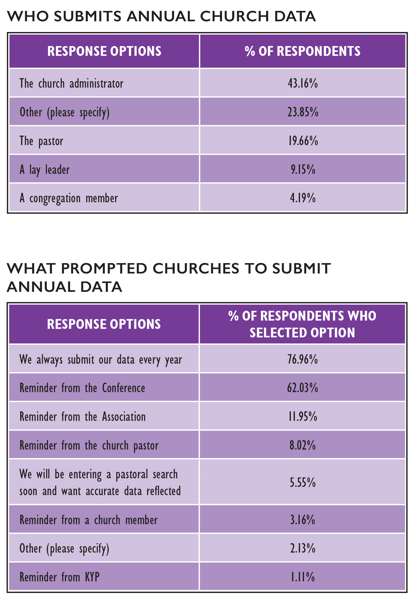 WHO SUBMITS ANNUAL CHURCH DATA
RESPONSE OPTIONS % OF RESPONDENTS
The church administrator 43.16%
Other (please specify) 23.85%
The pastor 19.66%
A lay leader 9.15%
A congregation member 4.19%
WHAT PROMPTED CHURCHES TO SUBMIT
ANNUAL DATA
RESPONSE OPTIONS % OF RESPONDENTS WHO
SELECTED OPTION
We always submit our data every year 76.96%
Reminder from the Conference 62.03%
Reminder from the Association 11.95%
Reminder from the church pastor 8.02%
We will be entering a pastoral search
soon and want accurate data reflected 5.55%
Reminder from a church member 3.16%
Other (please specify) 2.13%
Reminder from KYP 1.11%